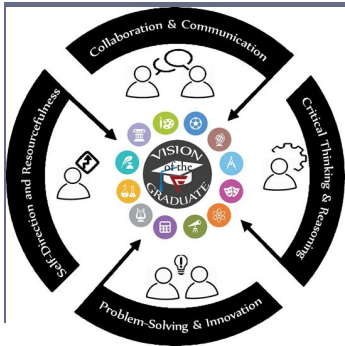 Collaboration & Communication
Self-Direction and Resourcefulness
VISION
of the
GRADUATE
Critical Thinking & Reasoning
Problem-Solving & Innovation